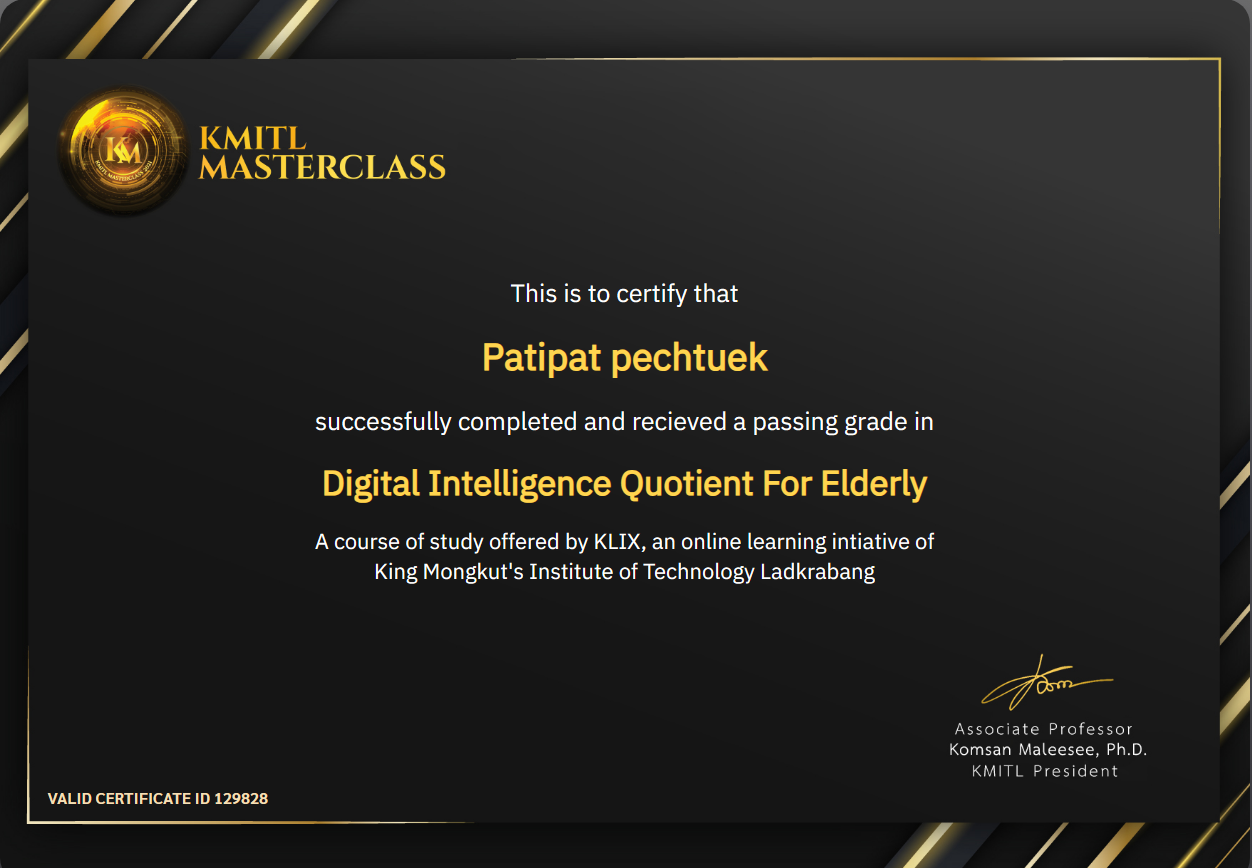 KM
KMITL MASTERCLASS 2021
KMITL
MASTERCLASS
This is to certify that
Patipat pechtuek
successfully completed and recieved a passing grade in
Digital Intelligence Quotient For Elderly
A course of study offered by KLIX, an online learning intiative of
King Mongkut's Institute of Technology Ladkrabang
Associate Professor
Komsan Maleesee, Ph.D.
KMITL President
VALID CERTIFICATE ID 129828